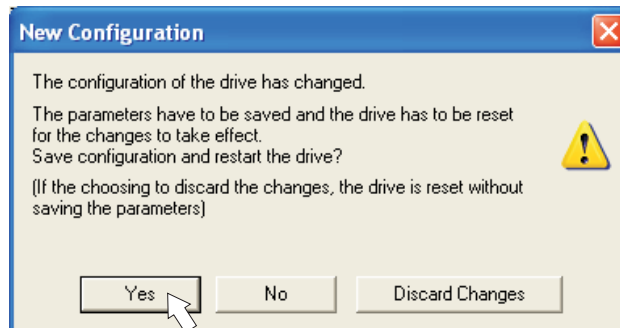 New Configuration
The configuration of the drive has changed.
The parameters have to be saved and the drive has to be reset
for the changes to take effect.
Save configuration and restart the drive?
(If the choosing to discard the changes, the drive is reset without
saving the parameters)
Yes
No
Discard Changes